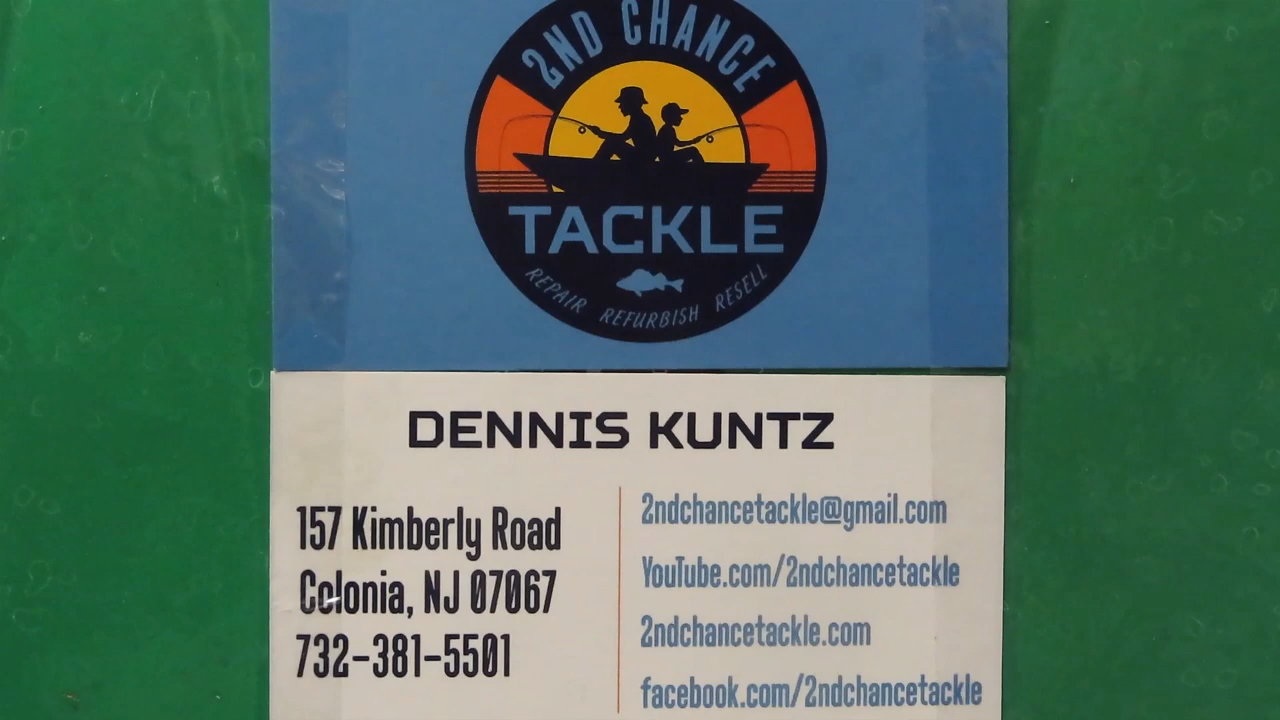 2ND CHANCE
TACKLE
REPAIR REFURBISH RESELL
DENNIS KUNTZ
157 Kimberly Road
Colonia, NJ 07067
732-381-5501
2ndchancetackle@gmail.com
YouTube.com/2ndchancetackle
2ndchancetackle.com
facebook.com/2ndchancetackle